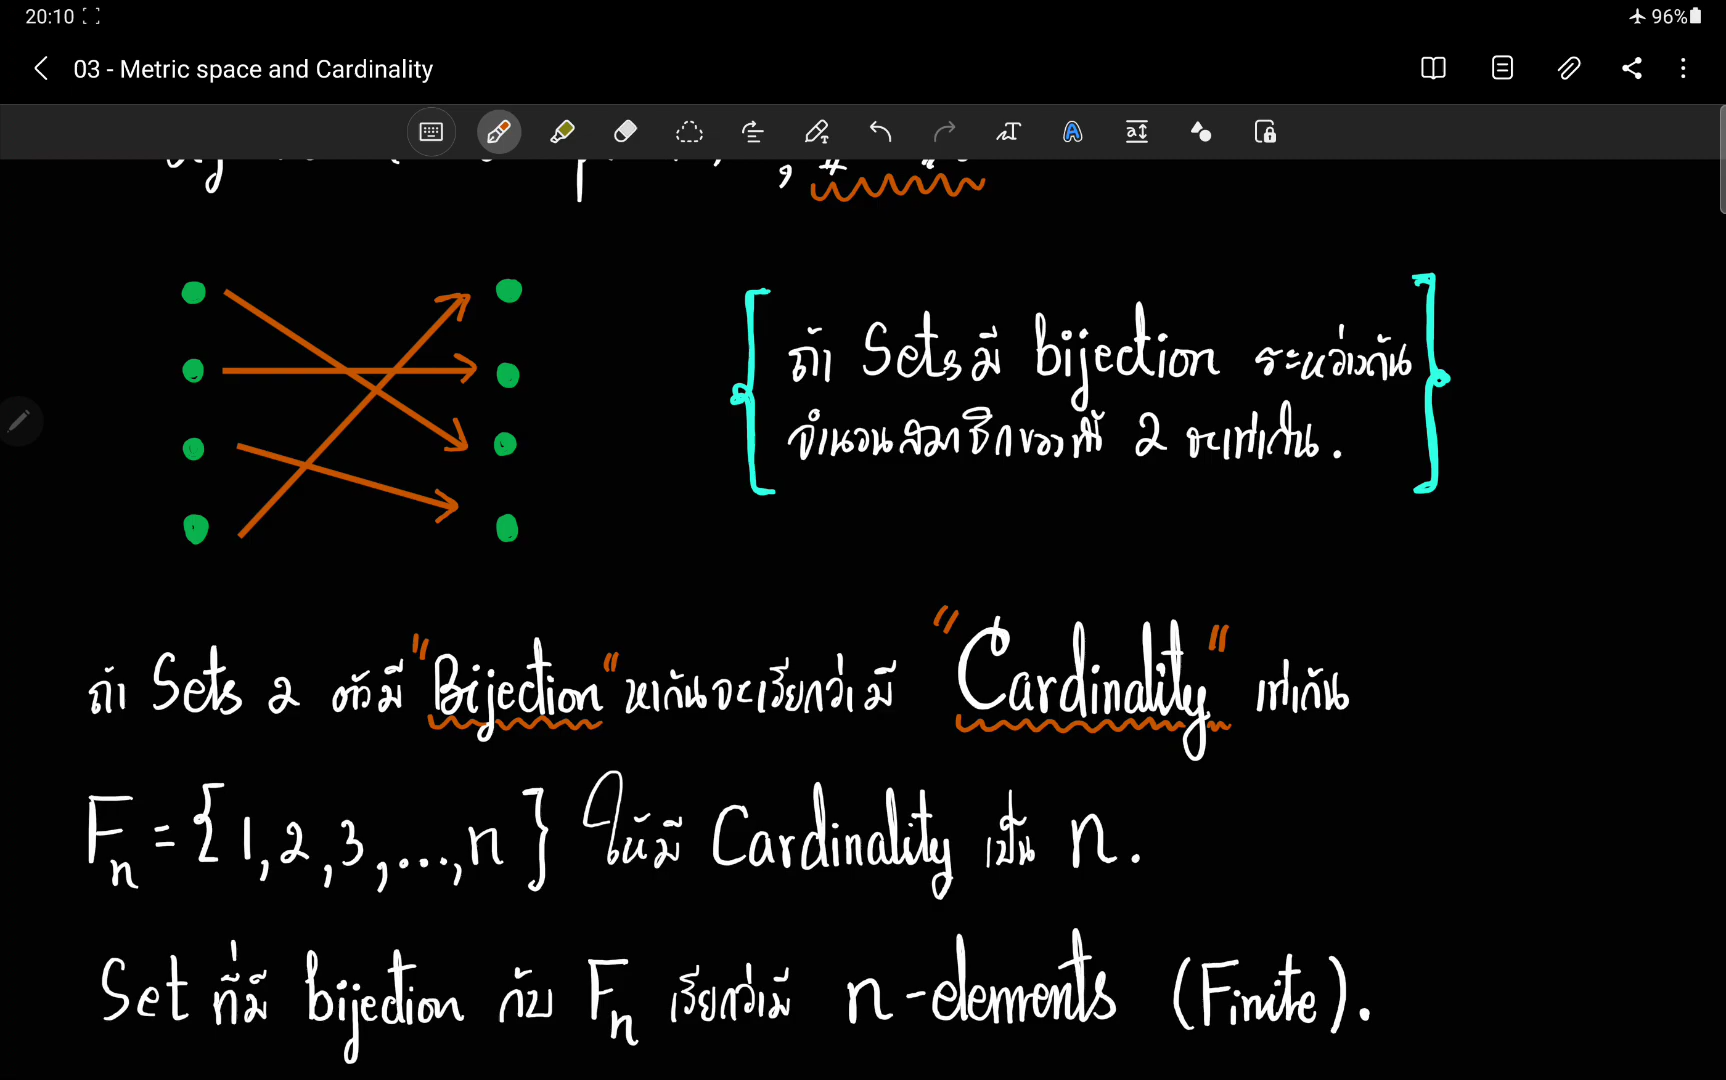 20:10
96%
03 - Metric space and Cardinality
ถ้า Sets มี bijection ระหว่างกัน
จำนวนสมาชิกของทั้ง 2 จะเท่ากัน.
ถ้า Sets 2 ตัวมี "Bijection" หากันจะเรียกว่ามี "Cardinality" เท่ากัน
Fn = {1, 2, 3, ..., n} ให้มี Cardinality เป็น n.
Set ที่มี bijection กับ Fn เรียกว่ามี n-elements (Finite).